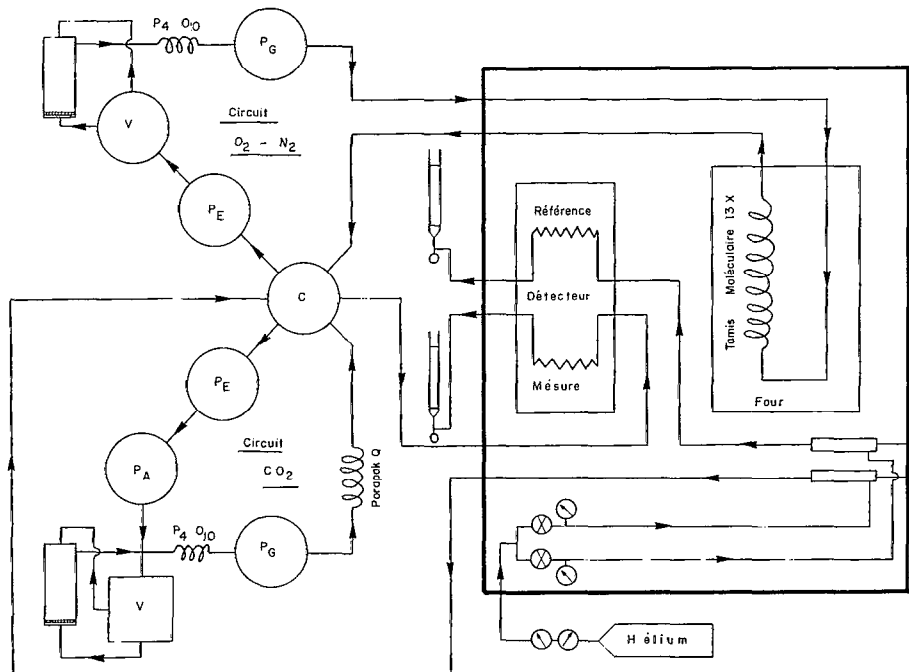 P4 O10
PG
V
Circuit
O2 - N2
PE
C
PE
PA
Circuit
CO2
P4 O10
PG
V
Porapak Q
Référence
Détecteur
Mésure
Tamis Moléculaire 13 X
Four
Hélium